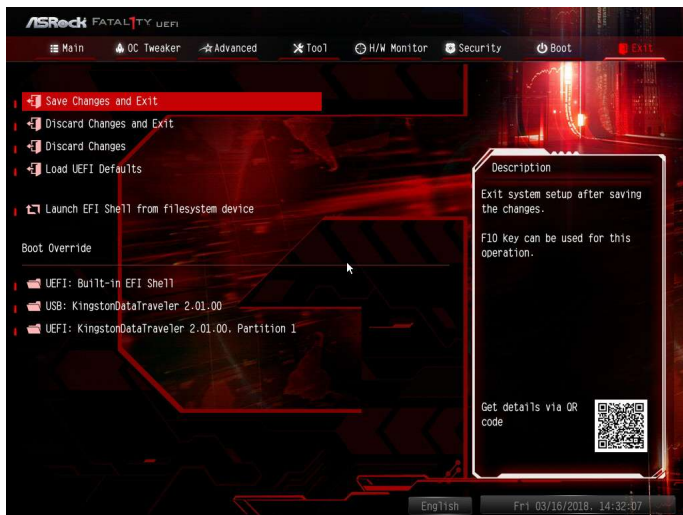 ASRock FATAL1TY UEFI
Main OC Tweaker Advanced Tool H/W Monitor Security Boot Exit
Save Changes and Exit
Discard Changes and Exit
Discard Changes
Load UEFI Defaults
Launch EFI Shell from filesystem device
Boot Override
UEFI: Built-in EFI Shell
USB: KingstonDataTraveler 2.01.00
UEFI: KingstonDataTraveler 2.01.00. Partition 1
Description
Exit system setup after saving
the changes.
F10 key can be used for this
operation.
Get details via QR
code
English
Fri 03/16/2018. 14:32:07